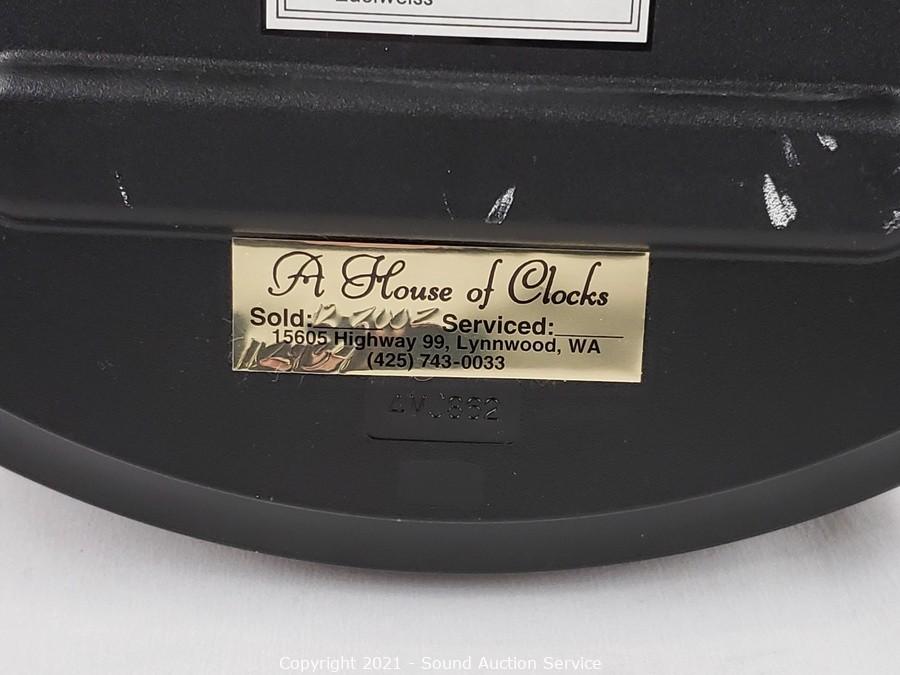 Edelweiss
A House of Clocks
Sold: 12-2002 Serviced:
15605 Highway 99, Lynnwood, WA
(425) 743-0033
Copyright 2021 - Sound Auction Service